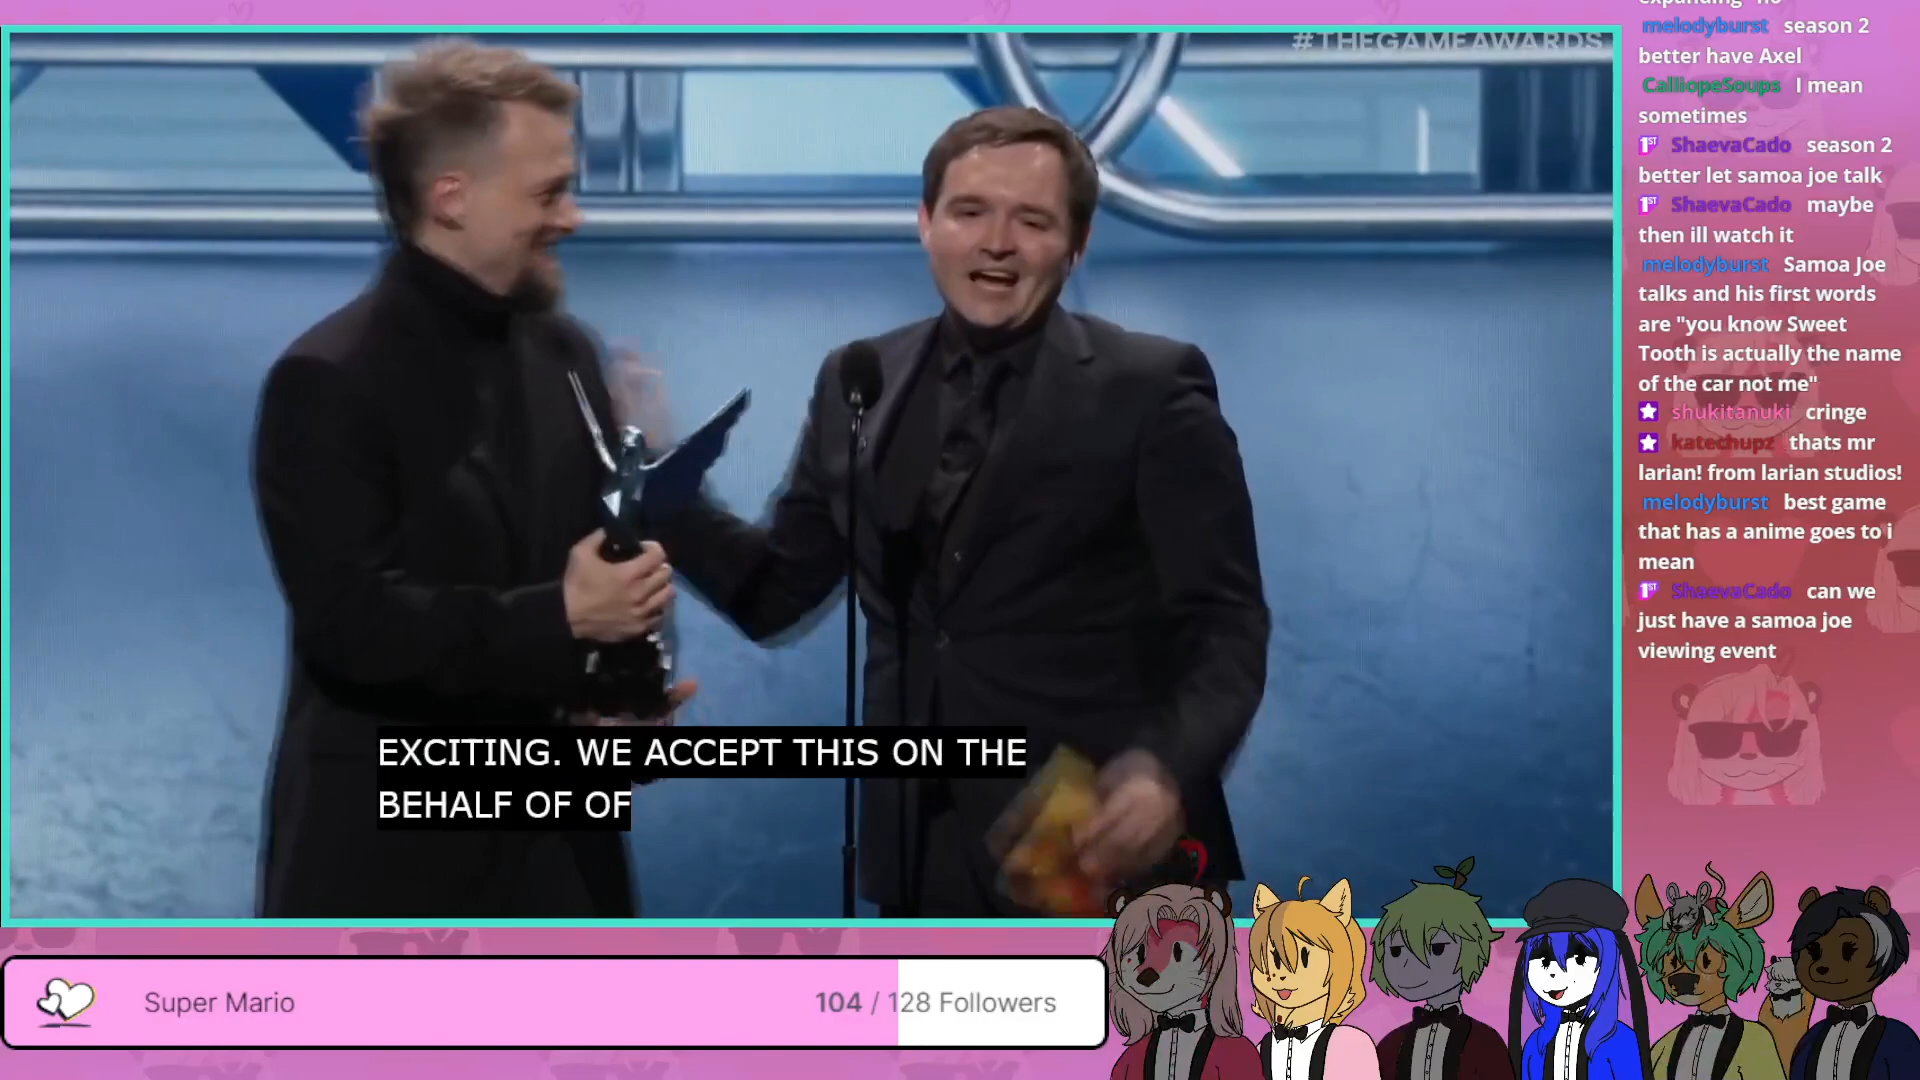 #THEGAMEAWARDS
melodyburst season 2
better have Axel
CalliopeSoups I mean
sometimes
1ST ShaevaCado season 2
better let samoa joe talk
1ST ShaevaCado maybe
then ill watch it
melodyburst Samoa Joe
talks and his first words
are "you know Sweet
Tooth is actually the name
of the car not me"
shukitanuki cringe
katechupz thats mr
larian! from larian studios!
melodyburst best game
that has a anime goes to i
mean
1ST ShaevaCado can we
just have a samoa joe
viewing event
EXCITING. WE ACCEPT THIS ON THE
BEHALF OF OF
Super Mario 104 / 128 Followers